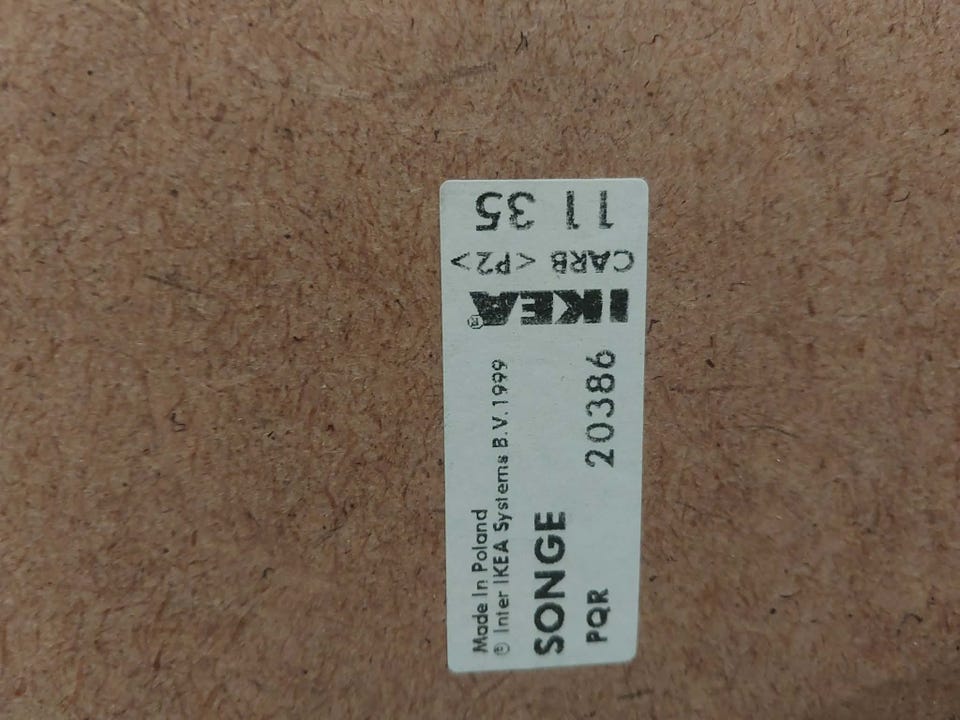 11 35
CARB <P2>
IKEA®
Made In Poland
© Inter IKEA Systems B.V. 1999
SONGE
PQR 20386